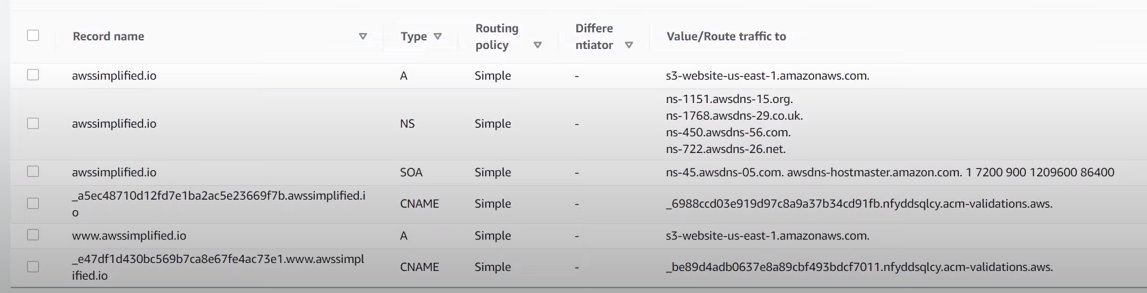 Record name Type Routing policy Differe ntiator Value/Route traffic to
awssimplified.io A Simple - s3-website-us-east-1.amazonaws.com.
awssimplified.io NS Simple - ns-1151.awsdns-15.org.
ns-1768.awsdns-29.co.uk.
ns-450.awsdns-56.com.
ns-722.awsdns-26.net.
awssimplified.io SOA Simple - ns-45.awsdns-05.com. awsdns-hostmaster.amazon.com. 1 7200 900 1209600 86400
_a5ec48710d12fd7e1ba2ac5e23669f7b.awssimplified.i
o CNAME Simple - _6988ccd03e919d97c8a9a37b34cd91fb.nfyddsqlcy.acm-validations.aws.
www.awssimplified.io A Simple - s3-website-us-east-1.amazonaws.com.
_e47df1d430bc569b7ca8e67fe4ac73e1.www.awssimpl
ified.io CNAME Simple - _be89d4adb0637e8a89cbf493bdcf7011.nfyddsqlcy.acm-validations.aws.